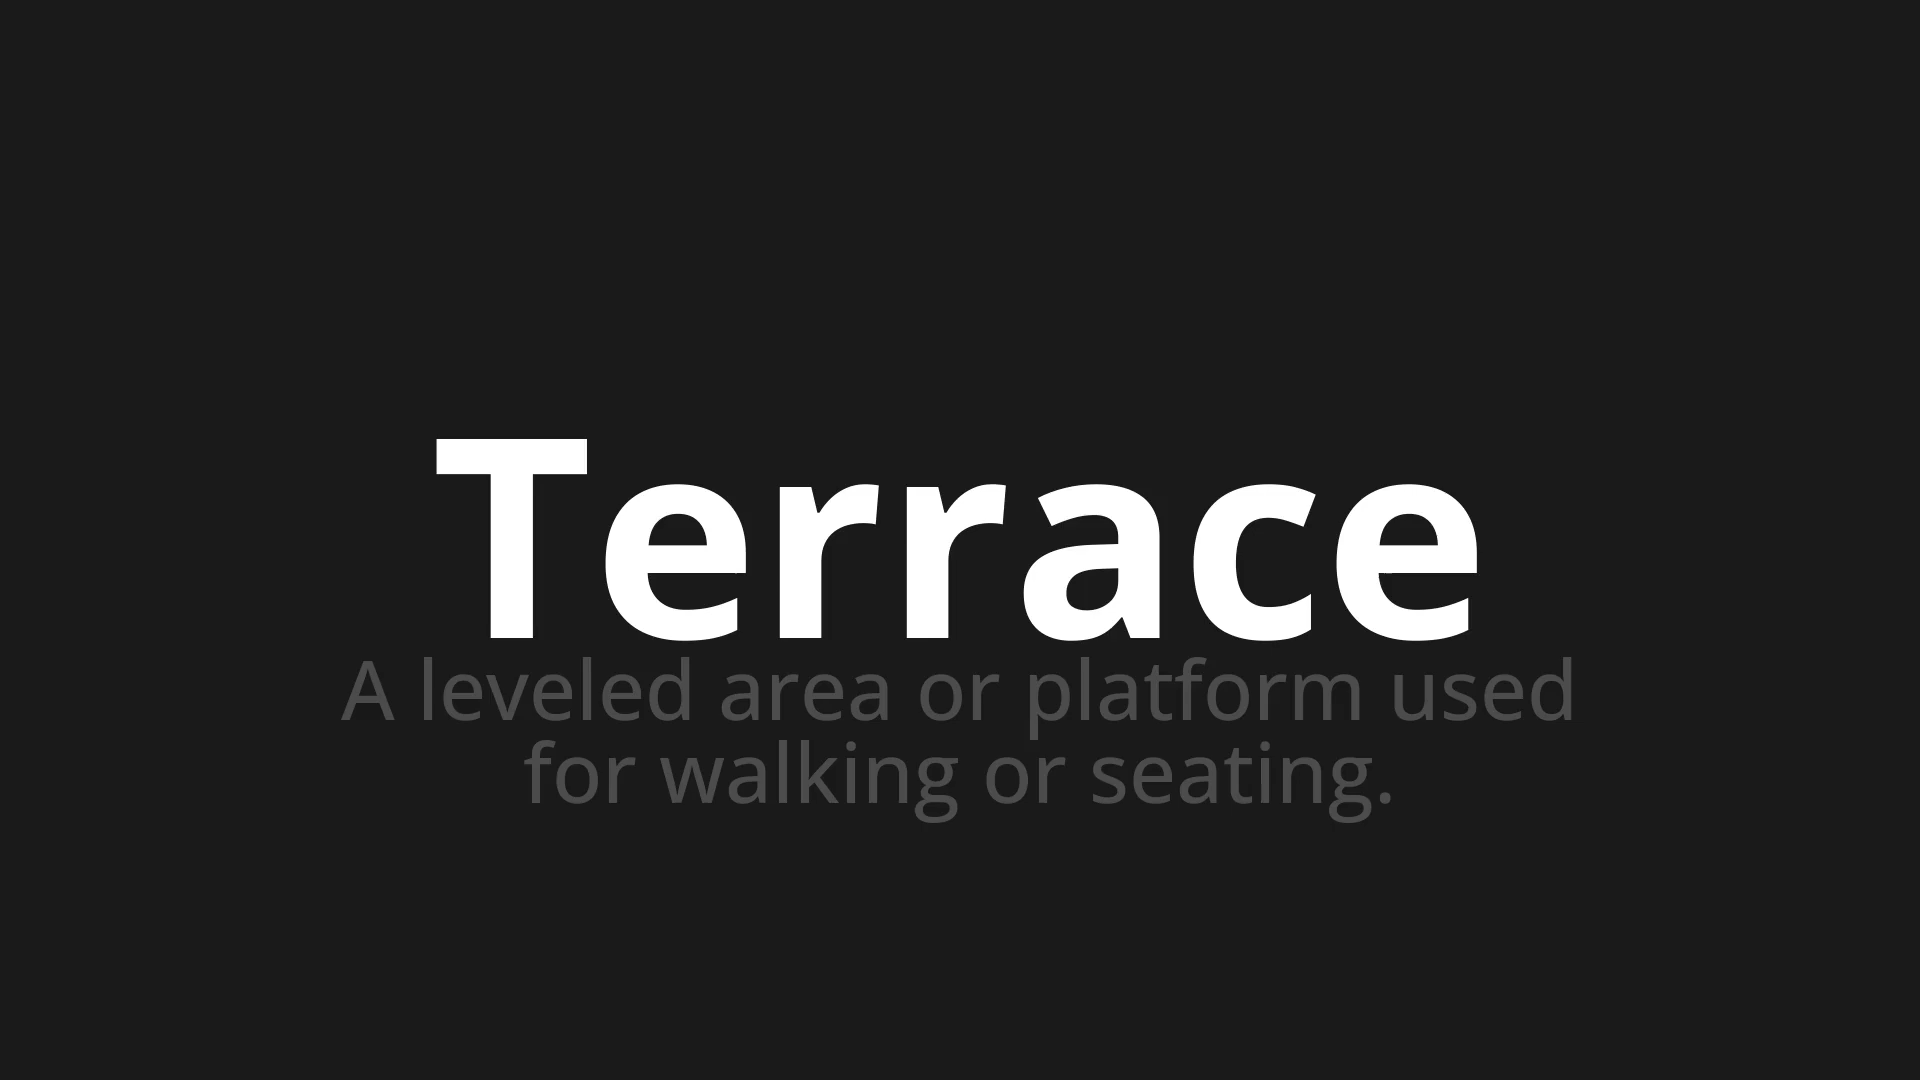 Terrace
A leveled area or platform used
for walking or seating.